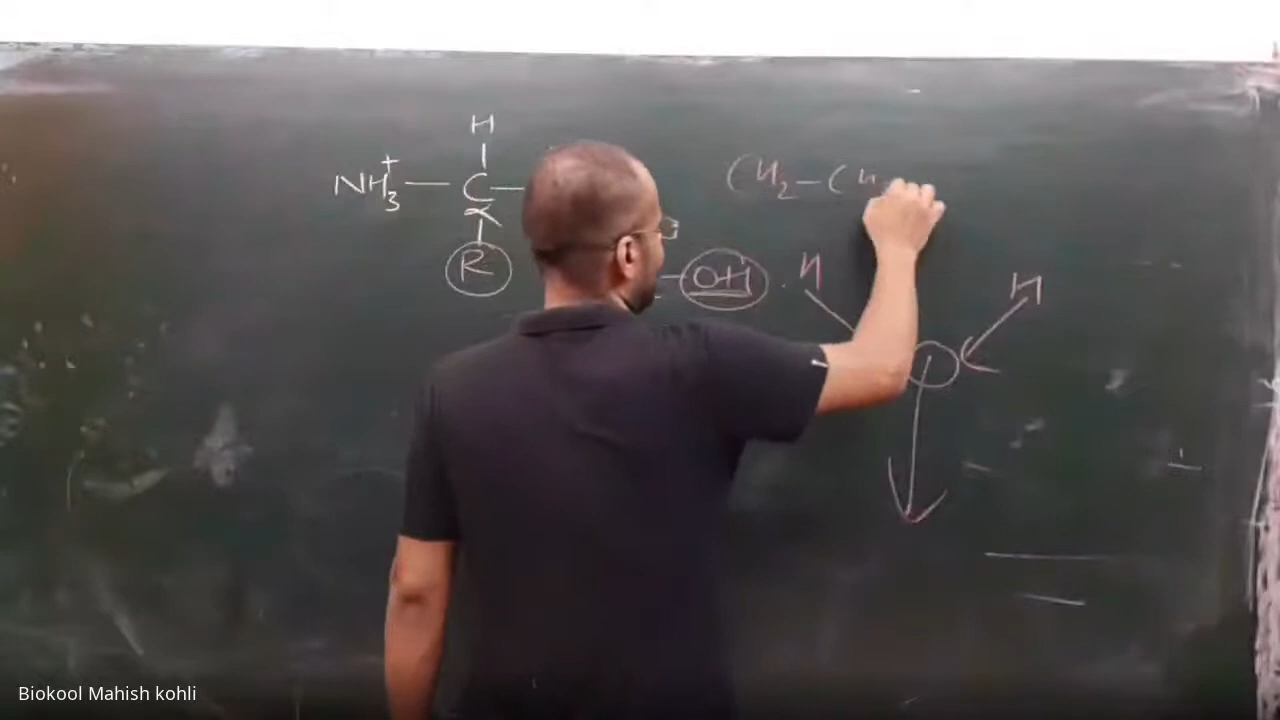 H
NH₃⁺—C—
α
R
CH₂—CH
—OH
H
H
Biokool Mahish kohli